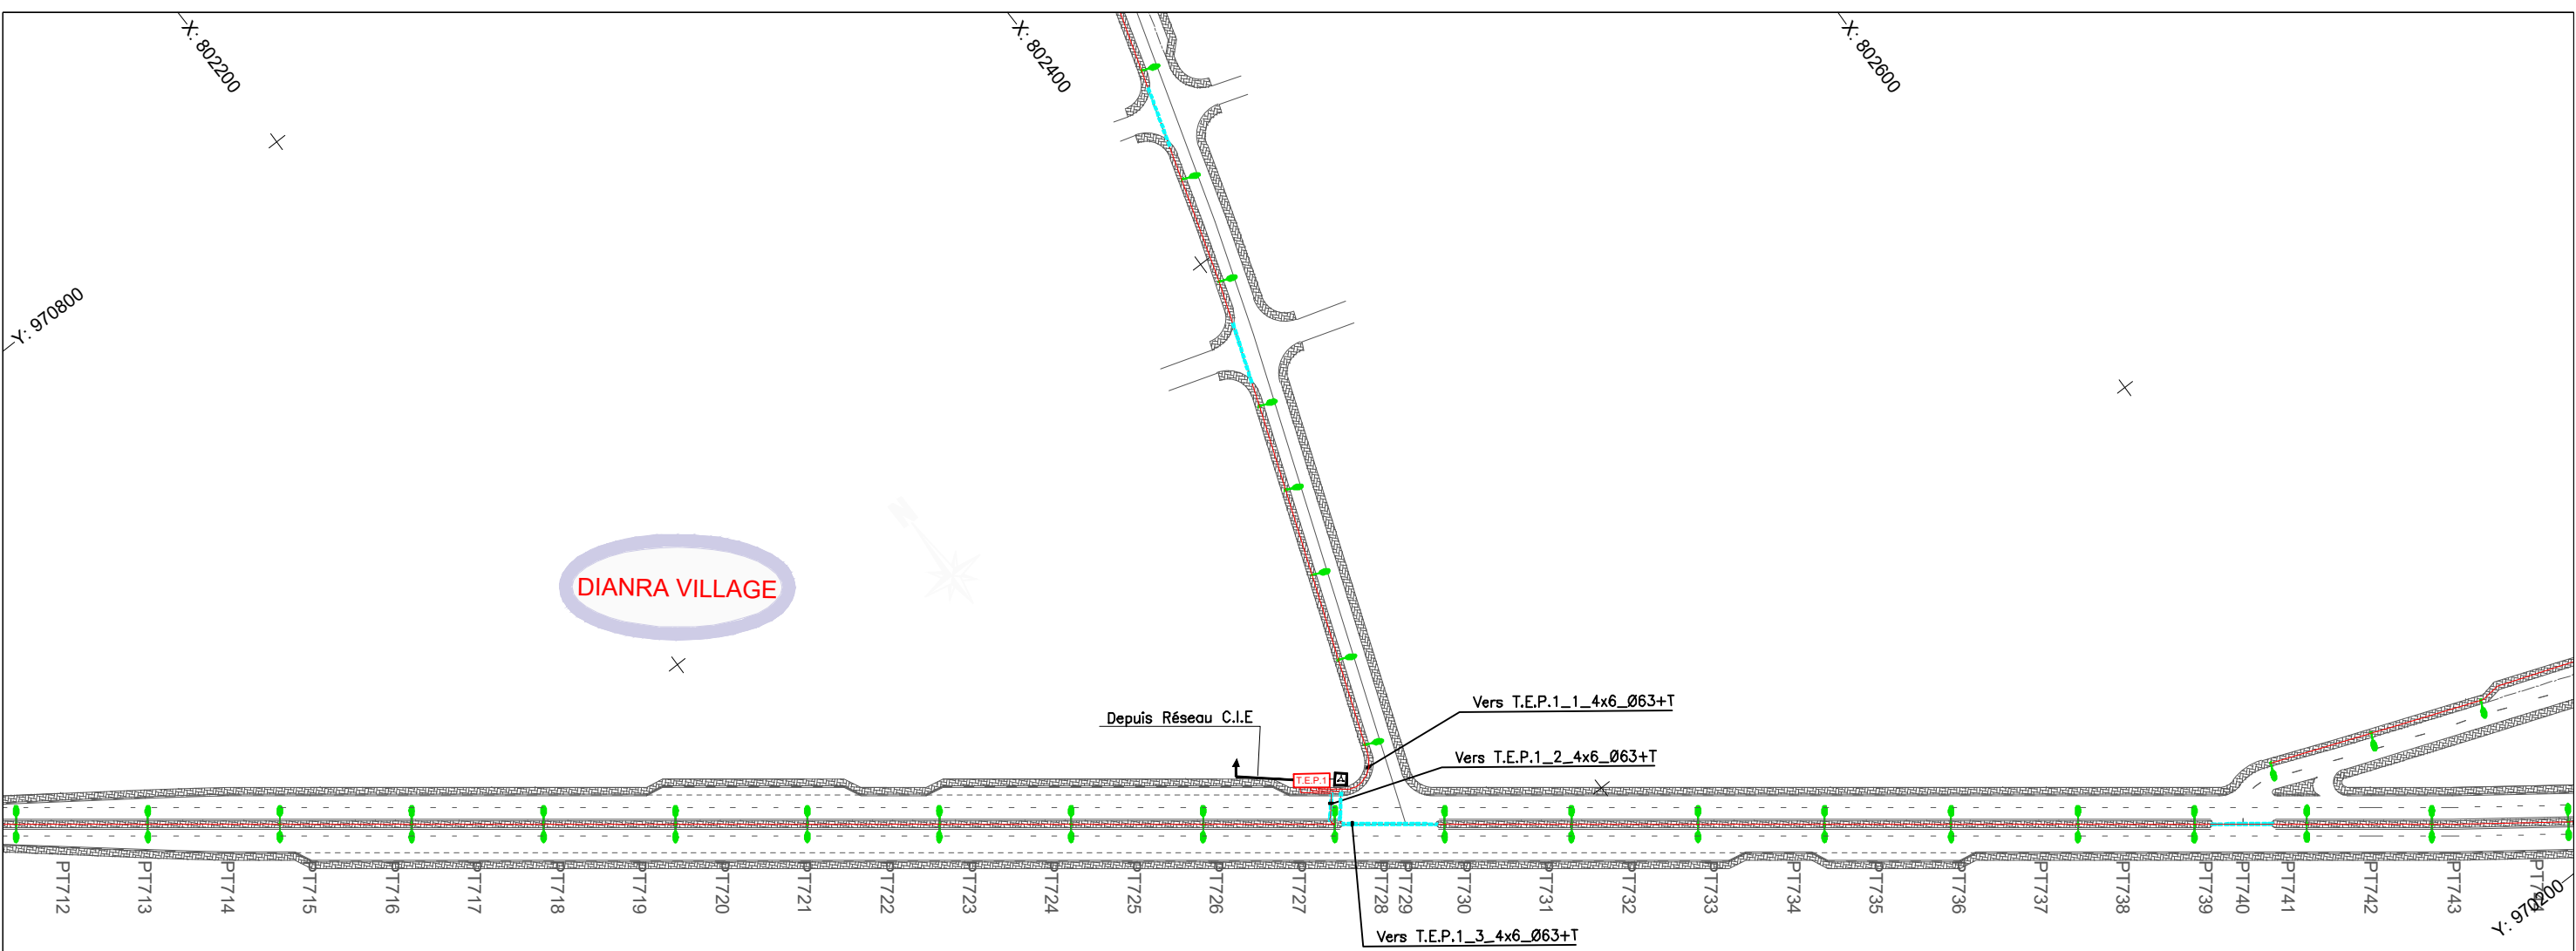 X: 802200
X: 802400
X: 802600
Y: 970800
DIANRA VILLAGE
Depuis Réseau C.I.E
Vers T.E.P.1_1_4x6_Ø63+T
Vers T.E.P.1_2_4x6_Ø63+T
T.E.P.1
PT712
PT713
PT714
PT715
PT716
PT717
PT718
PT719
PT720
PT721
PT722
PT723
PT724
PT725
PT726
PT727
PT728
PT729
PT730
PT731
PT732
PT733
PT734
PT735
PT736
PT737
PT738
PT739
PT740
PT741
PT742
PT743
Y: 970200
Vers T.E.P.1_3_4x6_Ø63+T